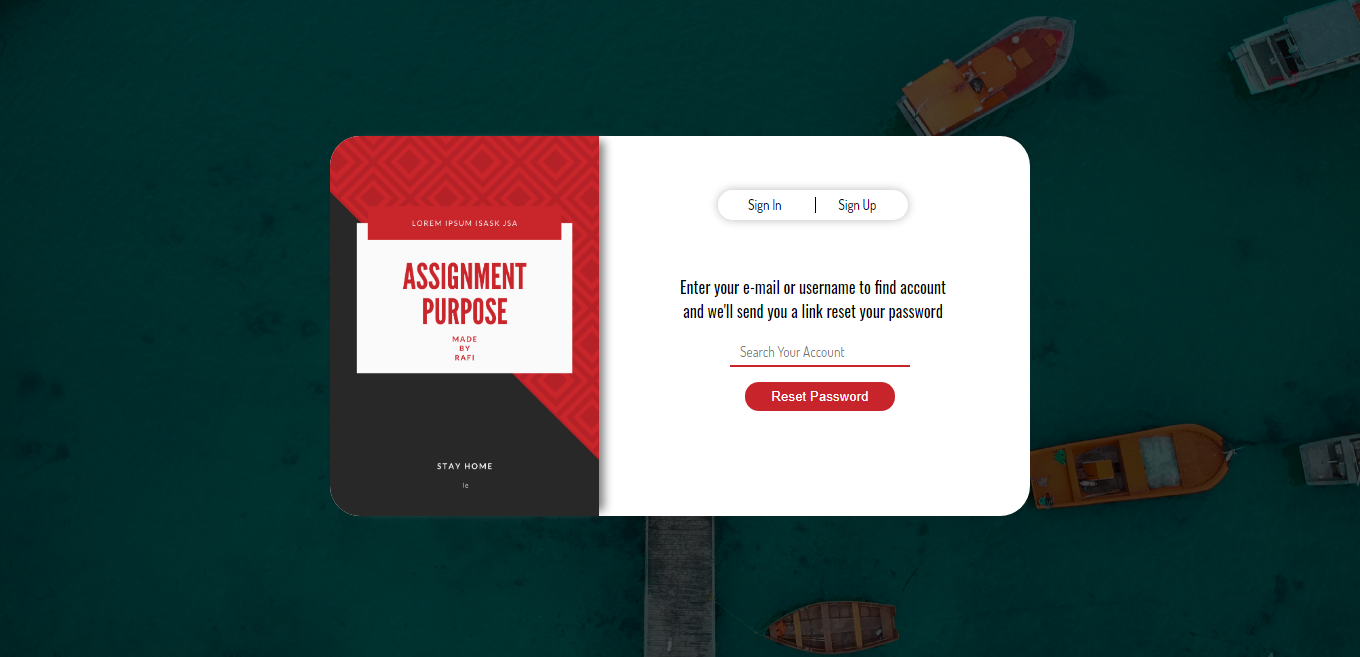 LOREM IPSUM ISASK JSA
ASSIGNMENT
PURPOSE
MADE
BY
RAFI
STAY HOME
le
Sign In | Sign Up
Enter your e-mail or username to find account
and we'll send you a link reset your password
Search Your Account
Reset Password